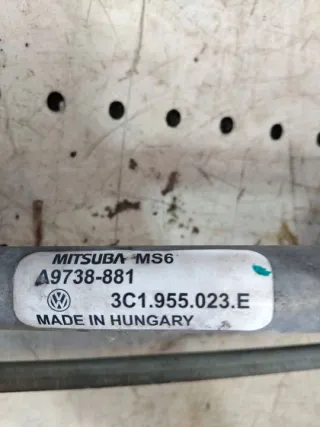 MITSUBA MS6
A9738-881
3C1.955.023.E
MADE IN HUNGARY